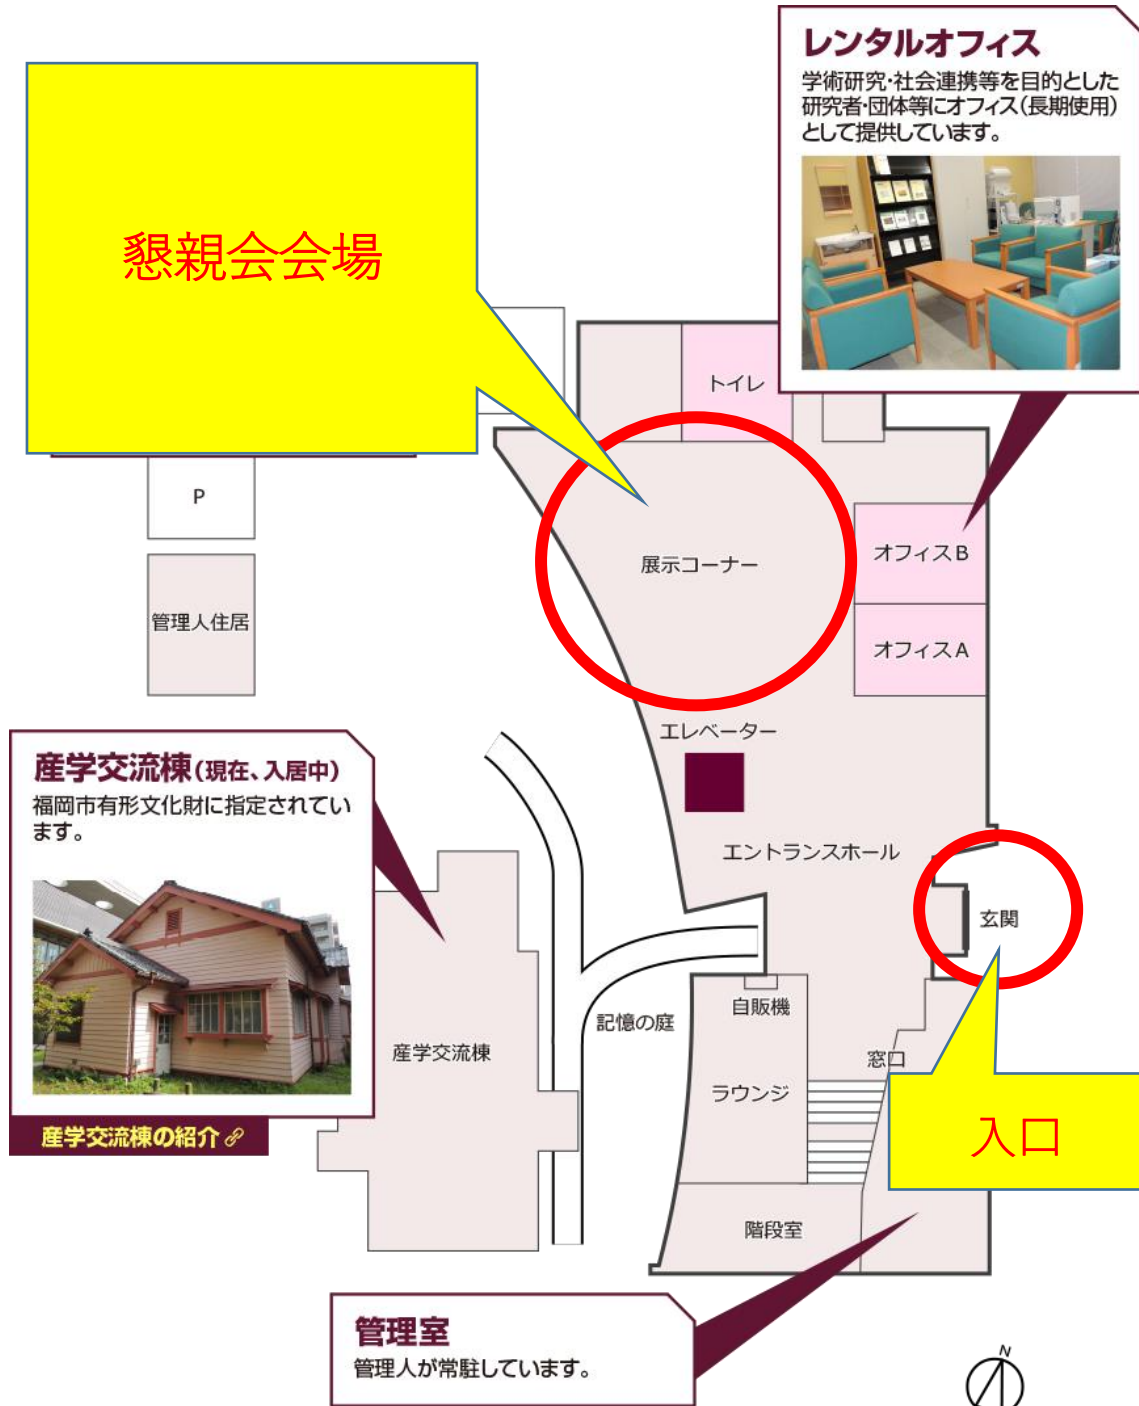 レンタルオフィス
学術研究・社会連携等を目的とした
研究者・団体等にオフィス（長期使用）
として提供しています。
懇親会会場
トイレ
P
オフィスB
展示コーナー
管理人住居
オフィスA
エレベーター
産学交流棟（現在、入居中）
福岡市有形文化財に指定されてい
ます。
エントランスホール
玄関
自販機
記憶の庭
産学交流棟
窓口
ラウンジ
産学交流棟の紹介
入口
階段室
管理室
管理人が常駐しています。
N